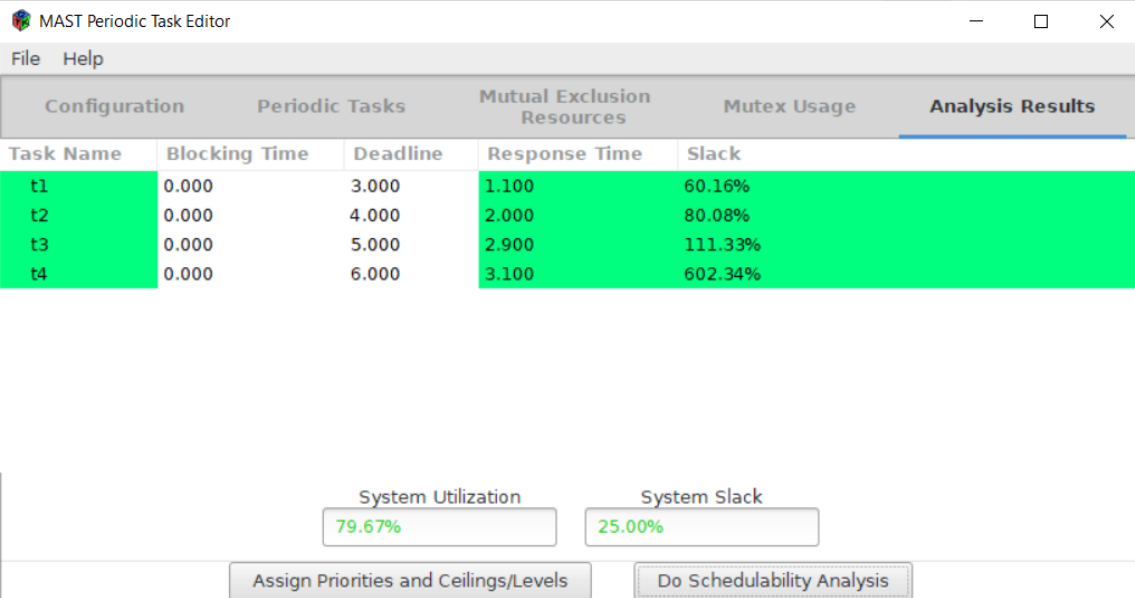 MAST Periodic Task Editor
File Help
Configuration Periodic Tasks Mutual Exclusion Resources Mutex Usage Analysis Results
Task Name Blocking Time Deadline Response Time Slack
t1 0.000 3.000 1.100 60.16%
t2 0.000 4.000 2.000 80.08%
t3 0.000 5.000 2.900 111.33%
t4 0.000 6.000 3.100 602.34%
System Utilization System Slack
79.67% 25.00%
Assign Priorities and Ceilings/Levels Do Schedulability Analysis